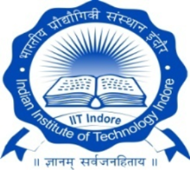 भारतीय प्रौद्योगिकी संस्थान इंदौर
IIT Indore
Indian Institute of Technology Indore
॥ ज्ञानम् सर्वजनहिताय ॥